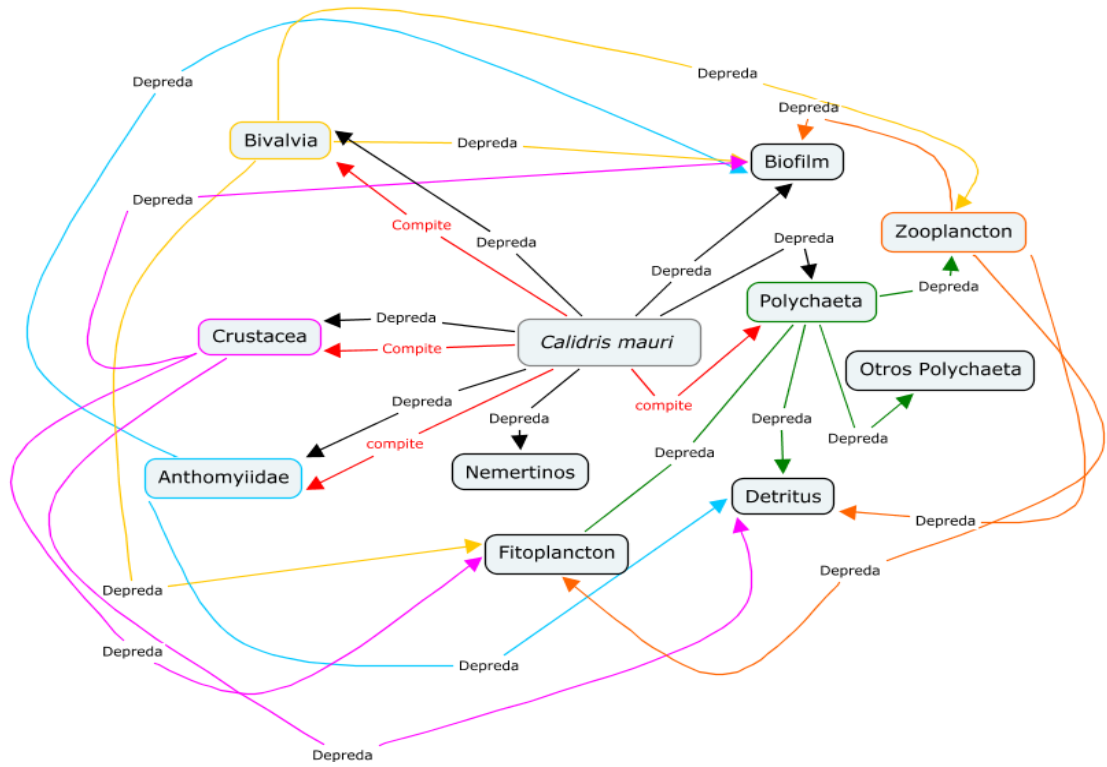 Depreda
Depreda
Depreda
Bivalvia
Depreda
Biofilm
Depreda
Compite
Zooplancton
Depreda
Depreda
Depreda
Polychaeta
Depreda
Crustacea
Depreda
Compite
Calidris mauri
Otros Polychaeta
Depreda
compite
Depreda
compite
Depreda
Depreda
Depreda
Anthomyiidae
Nemertinos
Depreda
Detritus
Depreda
Fitoplancton
Depreda
Depreda
Depreda
Depreda
Depreda